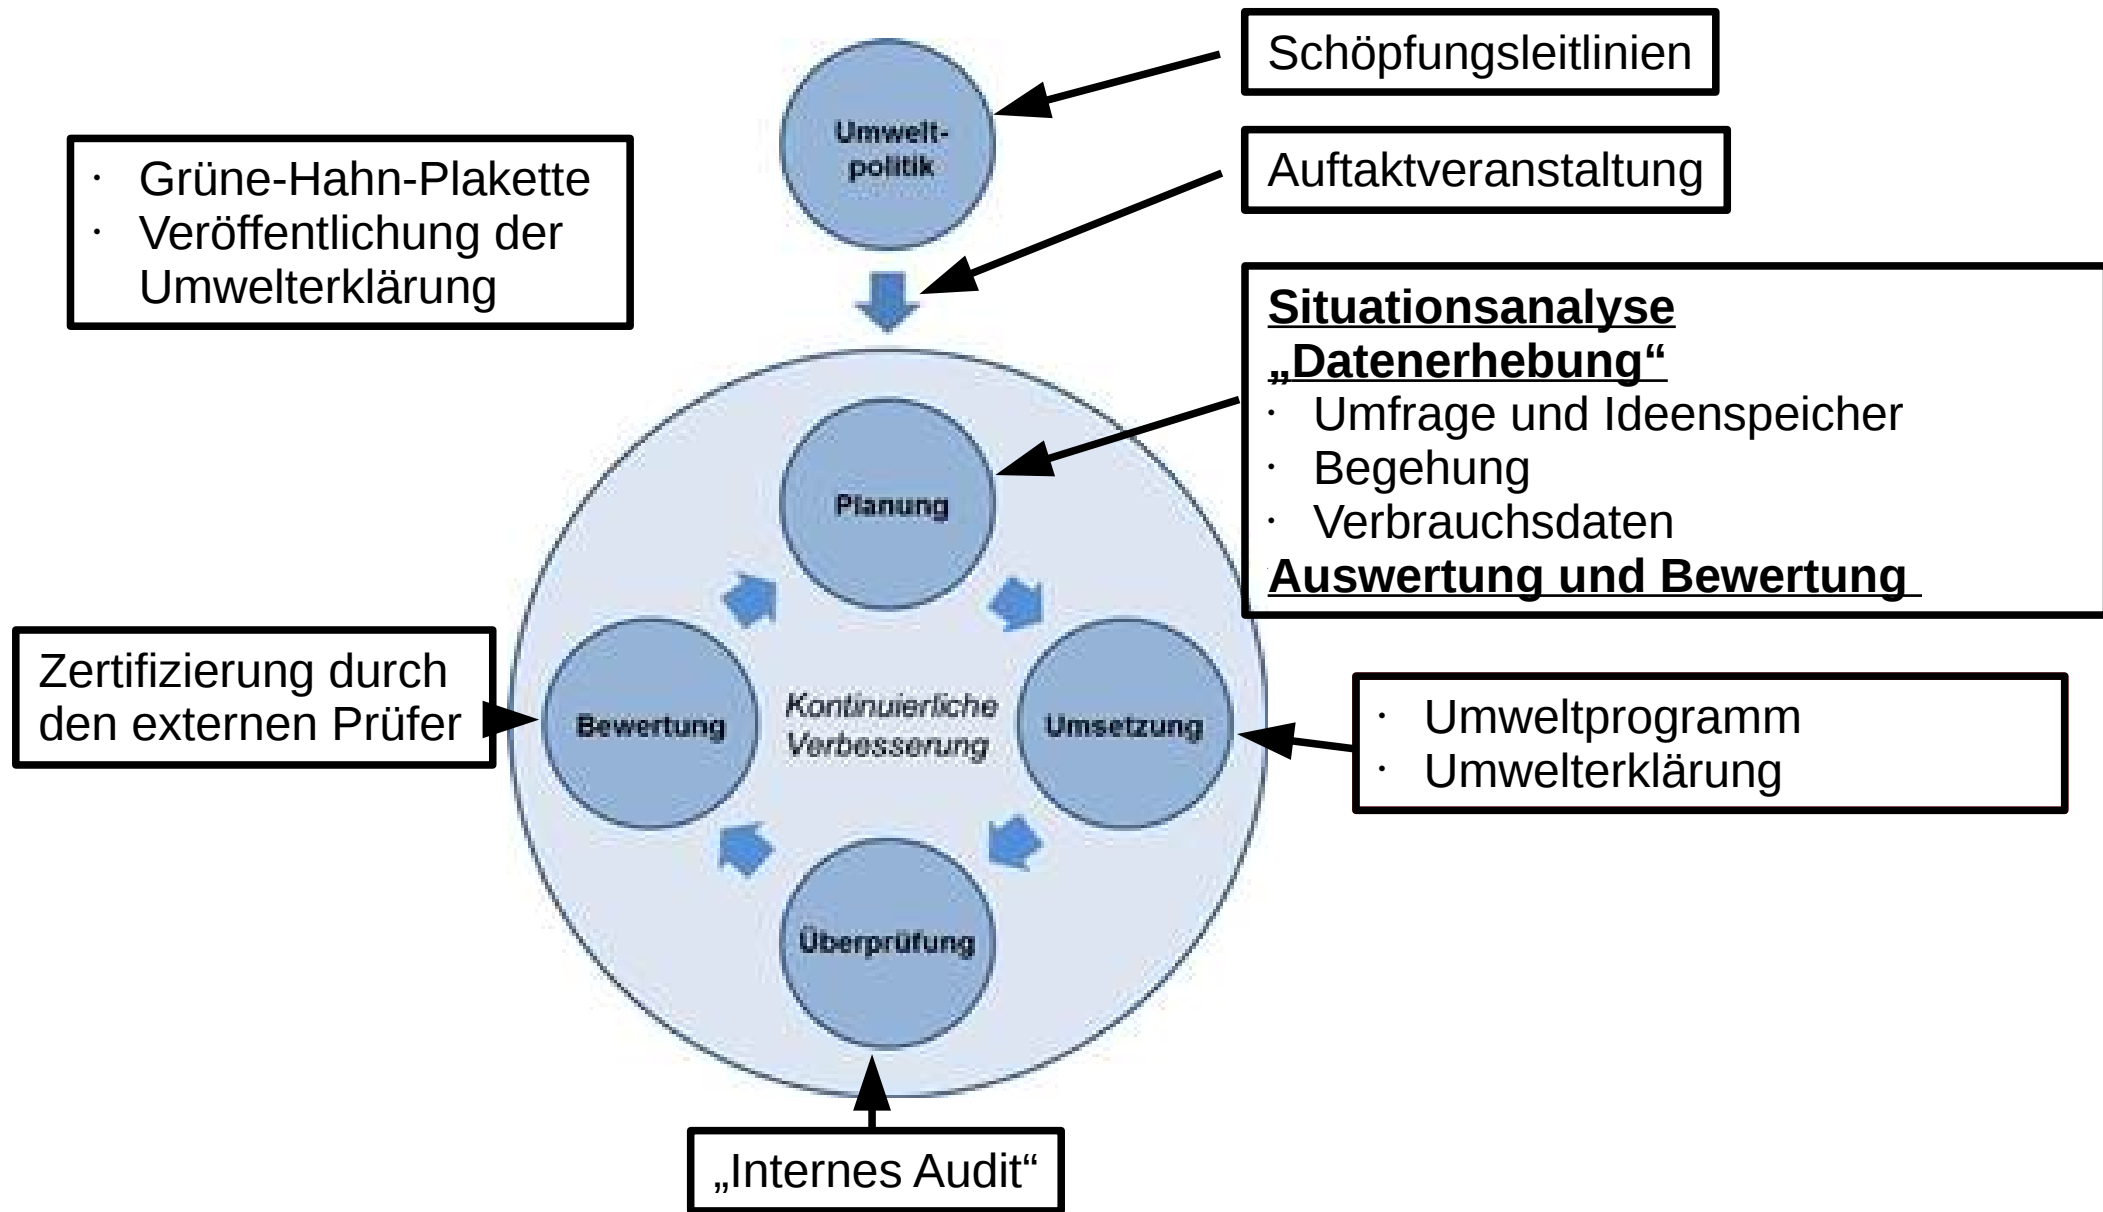 Schöpfungsleitlinien
Umwelt-
politik
Auftaktveranstaltung
· Grüne-Hahn-Plakette
· Veröffentlichung der
Umwelterklärung
Situationsanalyse
„Datenerhebung“
· Umfrage und Ideenspeicher
· Begehung
· Verbrauchsdaten
Auswertung und Bewertung
Planung
Zertifizierung durch
den externen Prüfer
Bewertung
Kontinuierliche
Verbesserung
Umsetzung
· Umweltprogramm
· Umwelterklärung
Überprüfung
„Internes Audit“